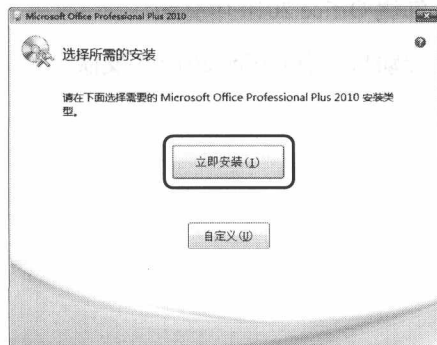 Microsoft Office Professional Plus 2010
选择所需的安装
请在下面选择需要的 Microsoft Office Professional Plus 2010 安装类
型。
立即安装(I)
自定义(U)